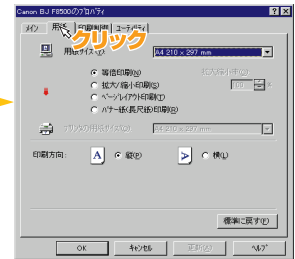 Canon BJ F8500のプロパティ
メイン 用紙 印刷制御 ユーティリティ
クリック
用紙サイズ(Z): A4 210 x 297 mm
等倍印刷(N) 拡大/縮小率(C):
拡大/縮小印刷(S) 100 %
ページレイアウト印刷(T)
バナー紙(長尺紙)印刷(R)
プリンタの用紙サイズ(Q) A4 210 x 297 mm
印刷方向: A 縦(P) A 横(L)
標準に戻す(F)
OK キャンセル 更新(A) ヘルプ